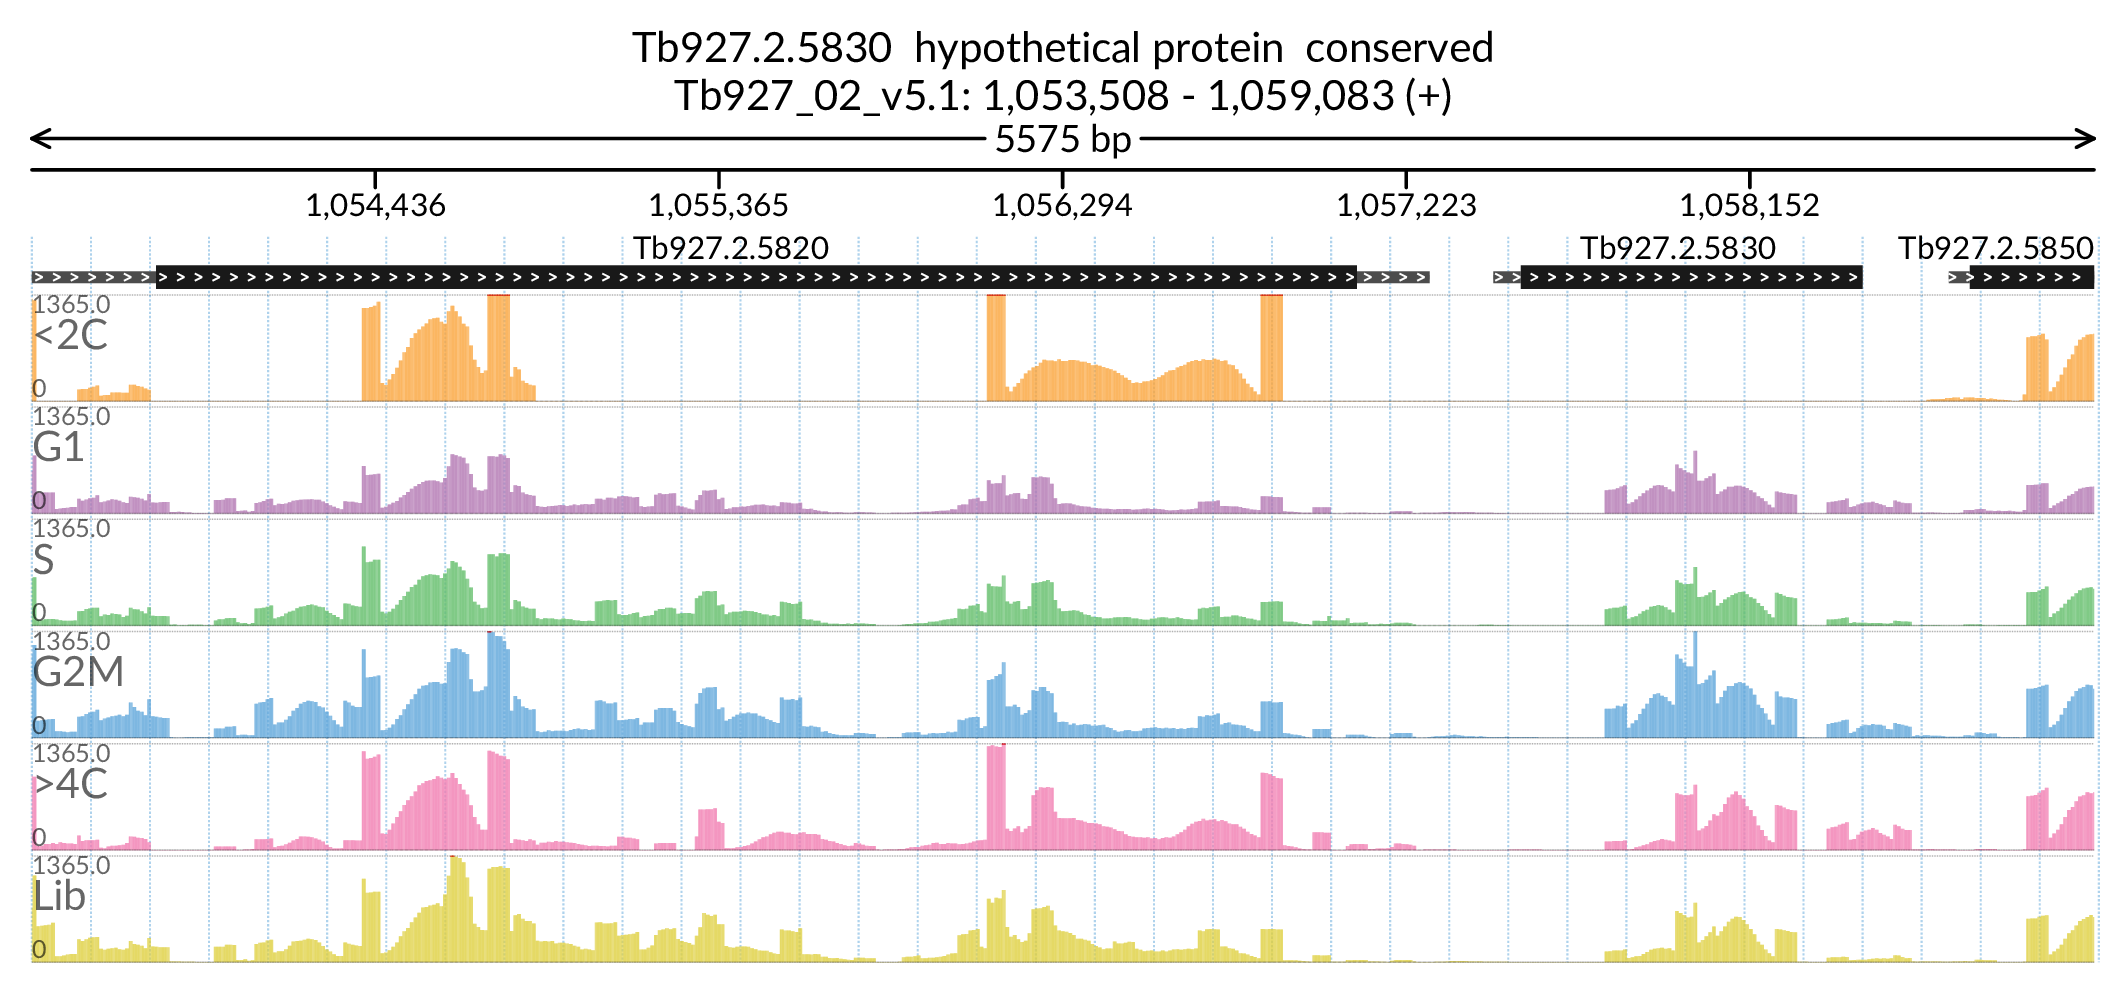 Tb927.2.5830  hypothetical protein  conserved
Tb927_02_v5.1: 1,053,508 - 1,059,083 (+)
5575 bp
1,054,436 1,055,365 1,056,294 1,057,223 1,058,152
Tb927.2.5820 Tb927.2.5830 Tb927.2.5850
1365.0
<2C
0
1365.0
G1
0
1365.0
S
0
1365.0
G2M
0
1365.0
>4C
0
1365.0
Lib
0